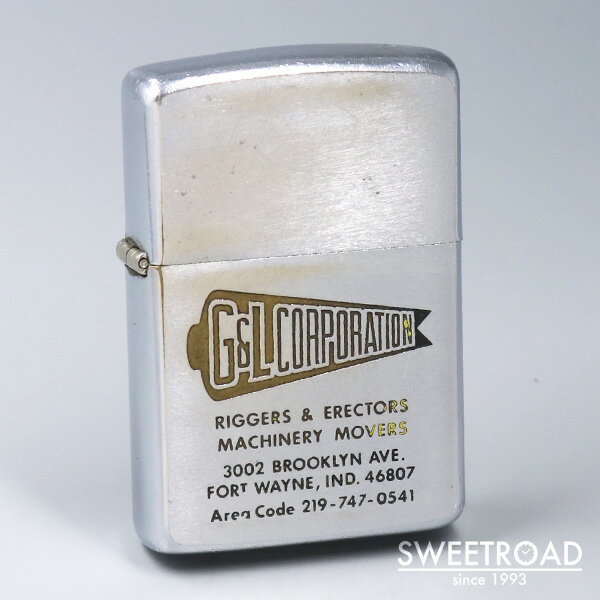 G&L CORPORATION
RIGGERS & ERECTORS
MACHINERY MOVERS
3002 BROOKLYN AVE.
FORT WAYNE, IND. 46807
Area Code 219-747-0541
SWEETROAD
since 1993